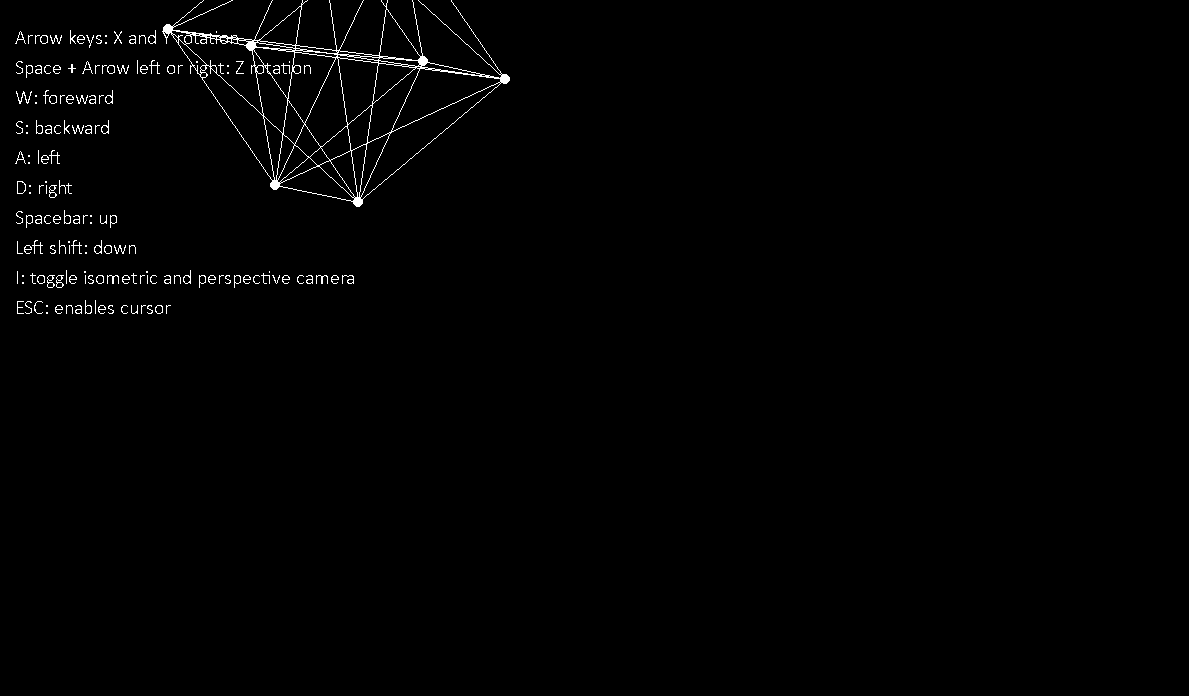 Arrow keys: X and Y rotation
Space + Arrow left or right: Z rotation
W: foreward
S: backward
A: left
D: right
Spacebar: up
Left shift: down
I: toggle isometric and perspective camera
ESC: enables cursor